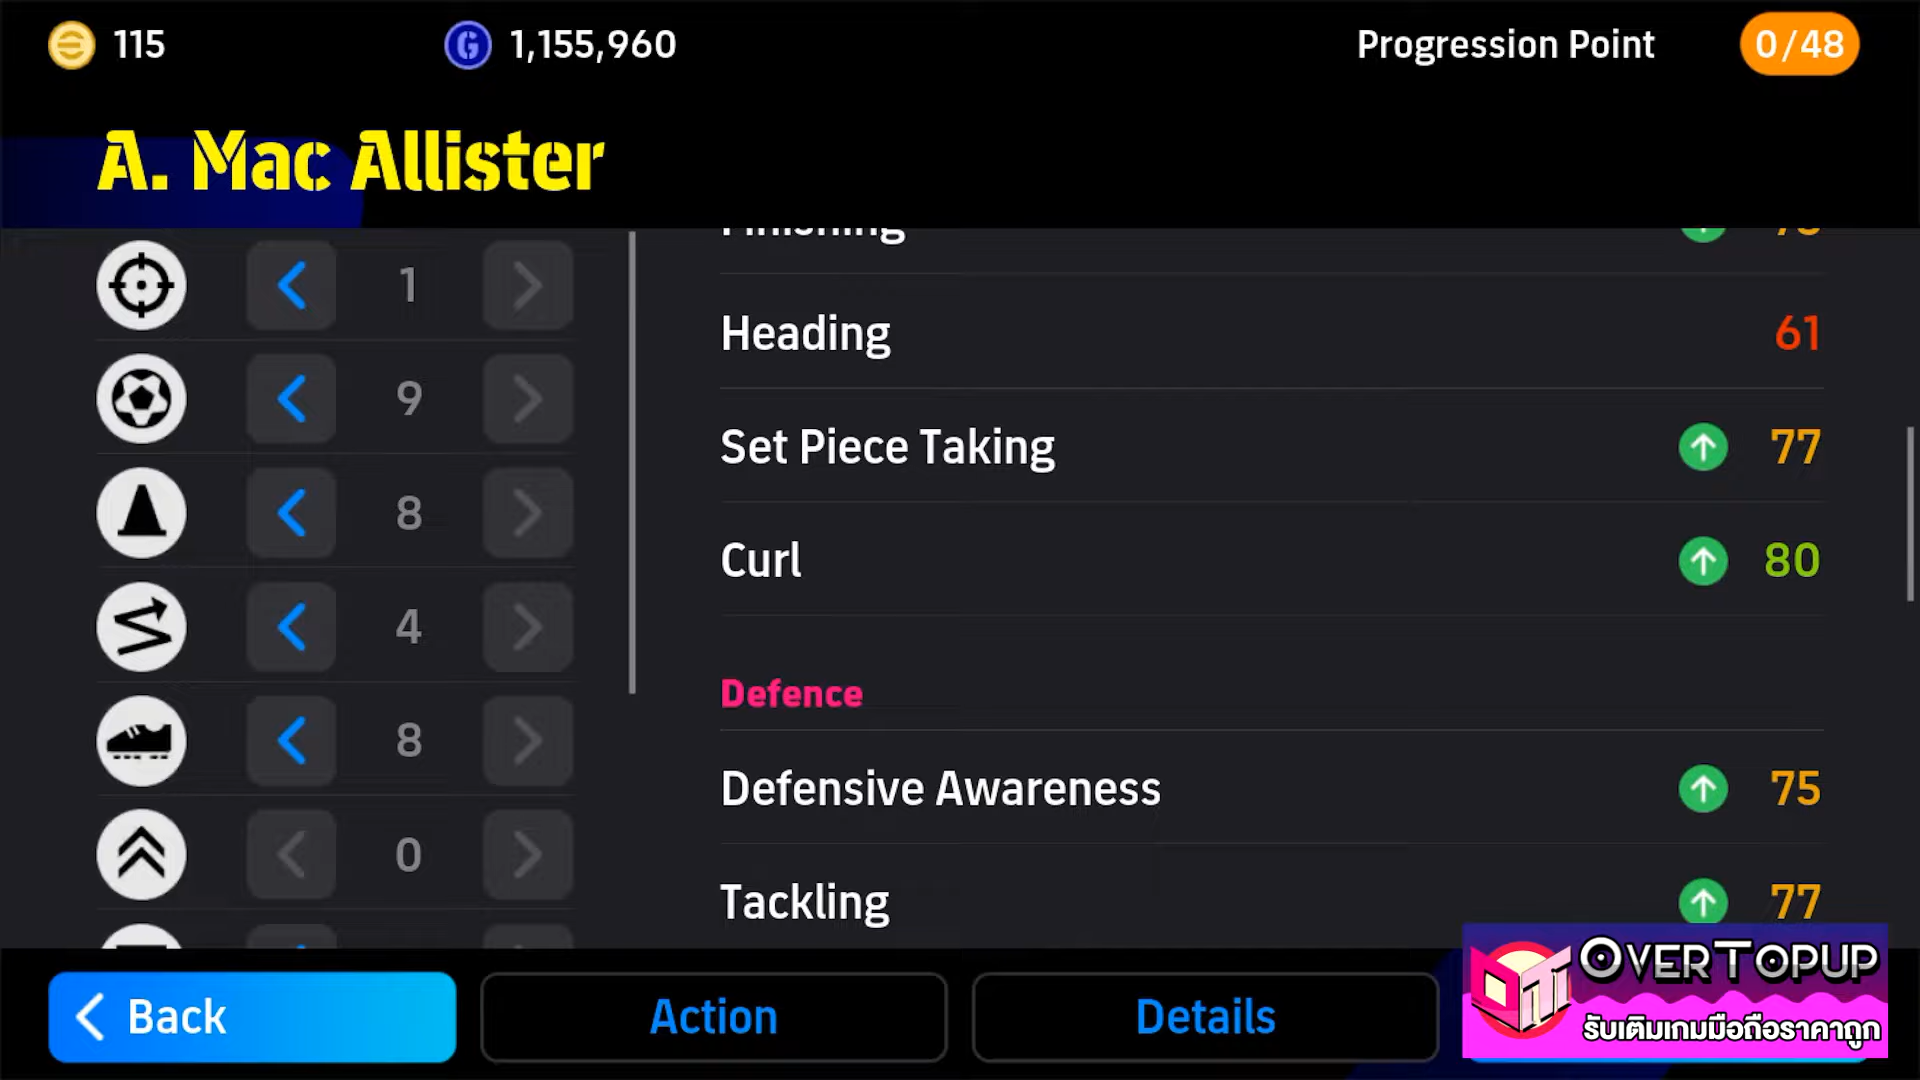 115
1,155,960
Progression Point
0/48
A. Mac Allister
1
9
8
4
8
0
Finishing
Heading 61
Set Piece Taking 77
Curl 80
Defence
Defensive Awareness 75
Tackling 77
Back
Action
Details
OVERTOPUP
รับเติมเกมมือถือราคาถูก